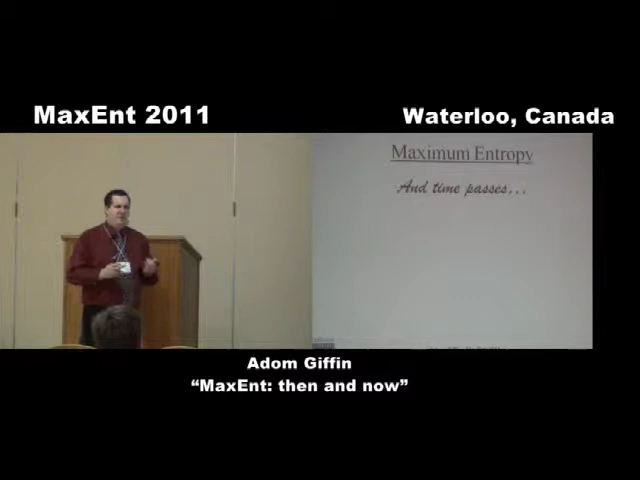 MaxEnt 2011
Waterloo, Canada
Maximum Entropy
And time passes...
Adom Giffin
“MaxEnt: then and now”